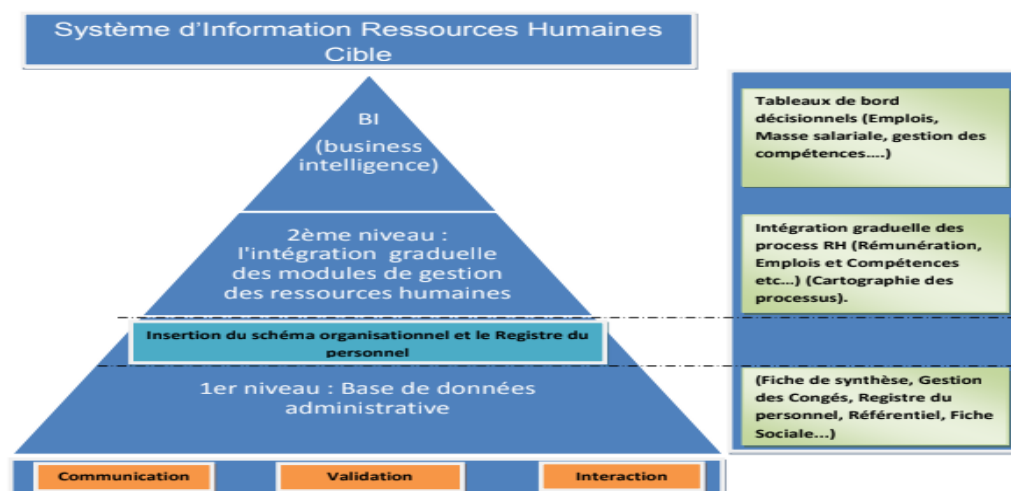 Système d'Information Ressources Humaines
Cible
BI
(business
intelligence)
2ème niveau :
l'intégration graduelle
des modules de gestion
des ressources humaines
Insertion du schéma organisationnel et le Registre du
personnel
1er niveau : Base de données
administrative
Communication
Validation
Interaction
Tableaux de bord
décisionnels (Emplois,
Masse salariale, gestion des
compétences....)
Intégration graduelle des
process RH (Rémunération,
Emplois et Compétences
etc...) (Cartographie des
processus).
(Fiche de synthèse, Gestion
des Congés, Registre du
personnel, Référentiel, Fiche
Sociale...)